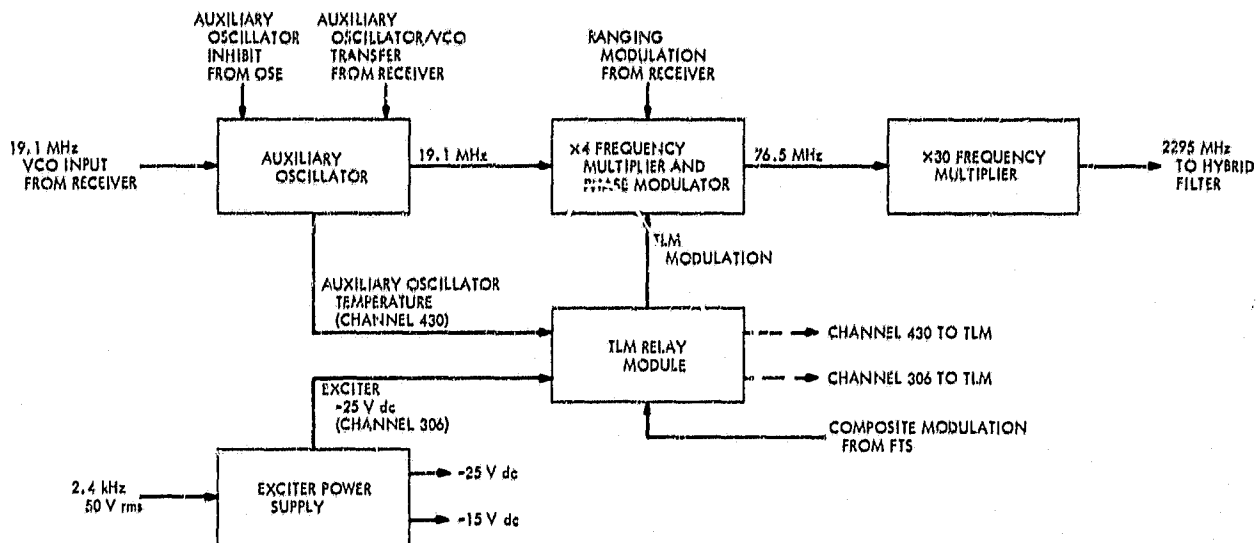 AUXILIARY
OSCILLATOR
INHIBIT
FROM OSE
AUXILIARY
OSCILLATOR/VCO
TRANSFER
FROM RECEIVER
RANGING
MODULATION
FROM RECEIVER
19.1 MHz
VCO INPUT
FROM RECEIVER
AUXILIARY
OSCILLATOR
19.1 MHz
×4 FREQUENCY
MULTIPLIER AND
PHASE MODULATOR
76.5 MHz
×30 FREQUENCY
MULTIPLIER
2295 MHz
TO HYBRID
FILTER
TLM
MODULATION
AUXILIARY OSCILLATOR
TEMPERATURE
(CHANNEL 430)
TLM RELAY
MODULE
CHANNEL 430 TO TLM
CHANNEL 306 TO TLM
EXCITER
-25 V dc
(CHANNEL 306)
COMPOSITE MODULATION
FROM FTS
2.4 kHz
50 V rms
EXCITER POWER
SUPPLY
-25 V dc
-15 V dc